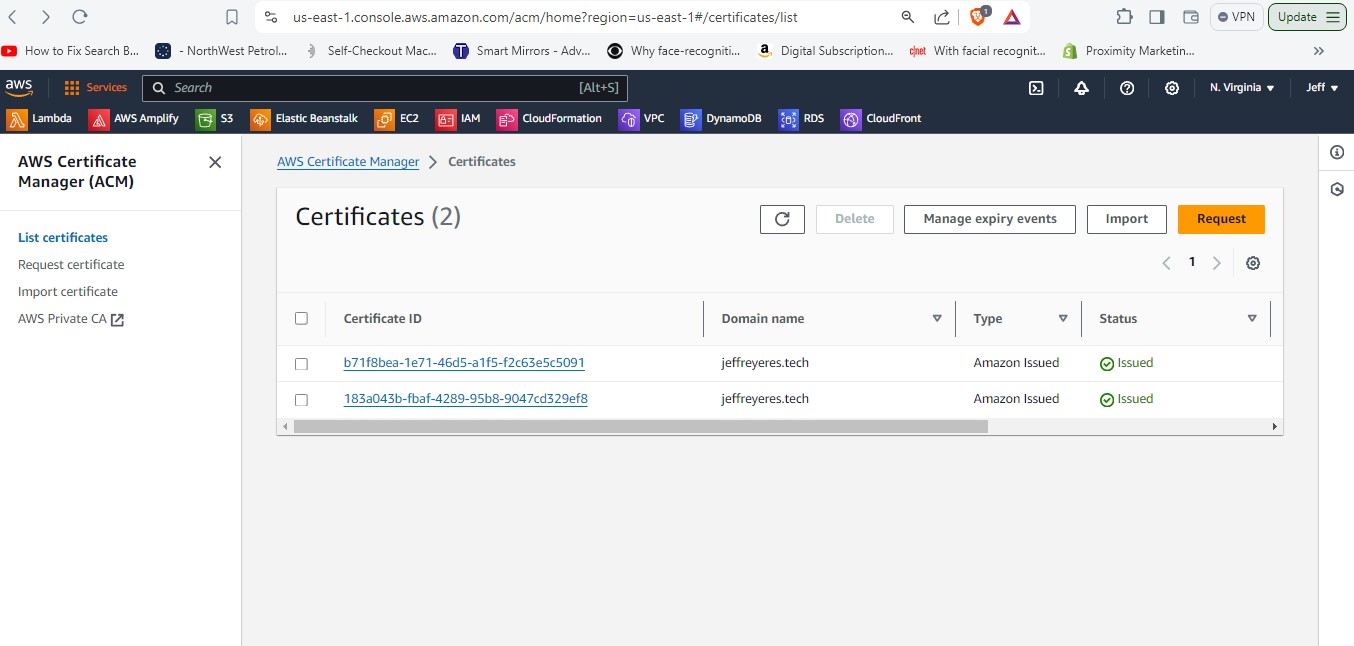 us-east-1.console.aws.amazon.com/acm/home?region=us-east-1#/certificates/list
1
VPN
Update
How to Fix Search B...
- NorthWest Petrol...
Self-Checkout Mac...
Smart Mirrors - Adv...
Why face-recogniti...
Digital Subscription...
c|net
With facial recognit...
Proximity Marketin...
aws
Services
Search
[Alt+S]
N. Virginia
Jeff
Lambda
AWS Amplify
S3
Elastic Beanstalk
EC2
IAM
CloudFormation
VPC
DynamoDB
RDS
CloudFront
AWS Certificate
Manager (ACM)
List certificates
Request certificate
Import certificate
AWS Private CA
AWS Certificate Manager
Certificates
Certificates (2)
Delete
Manage expiry events
Import
Request
1
Certificate ID
Domain name
Type
Status
b71f8bea-1e71-46d5-a1f5-f2c63e5c5091
jeffreyeres.tech
Amazon Issued
Issued
183a043b-fbaf-4289-95b8-9047cd329ef8
jeffreyeres.tech
Amazon Issued
Issued